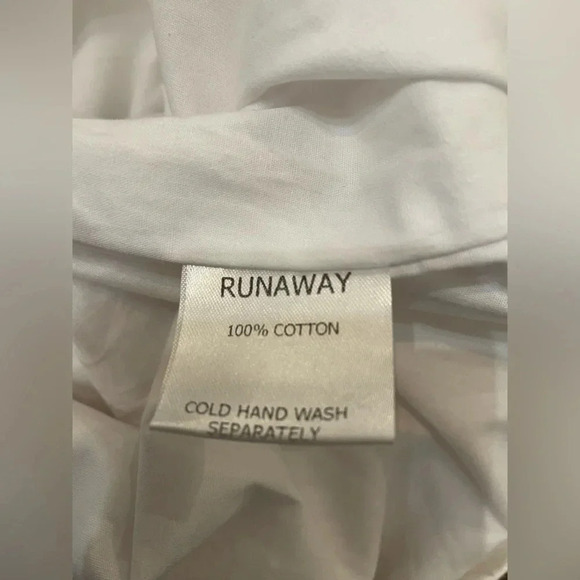 RUNAWAY
100% COTTON
COLD HAND WASH
SEPARATELY